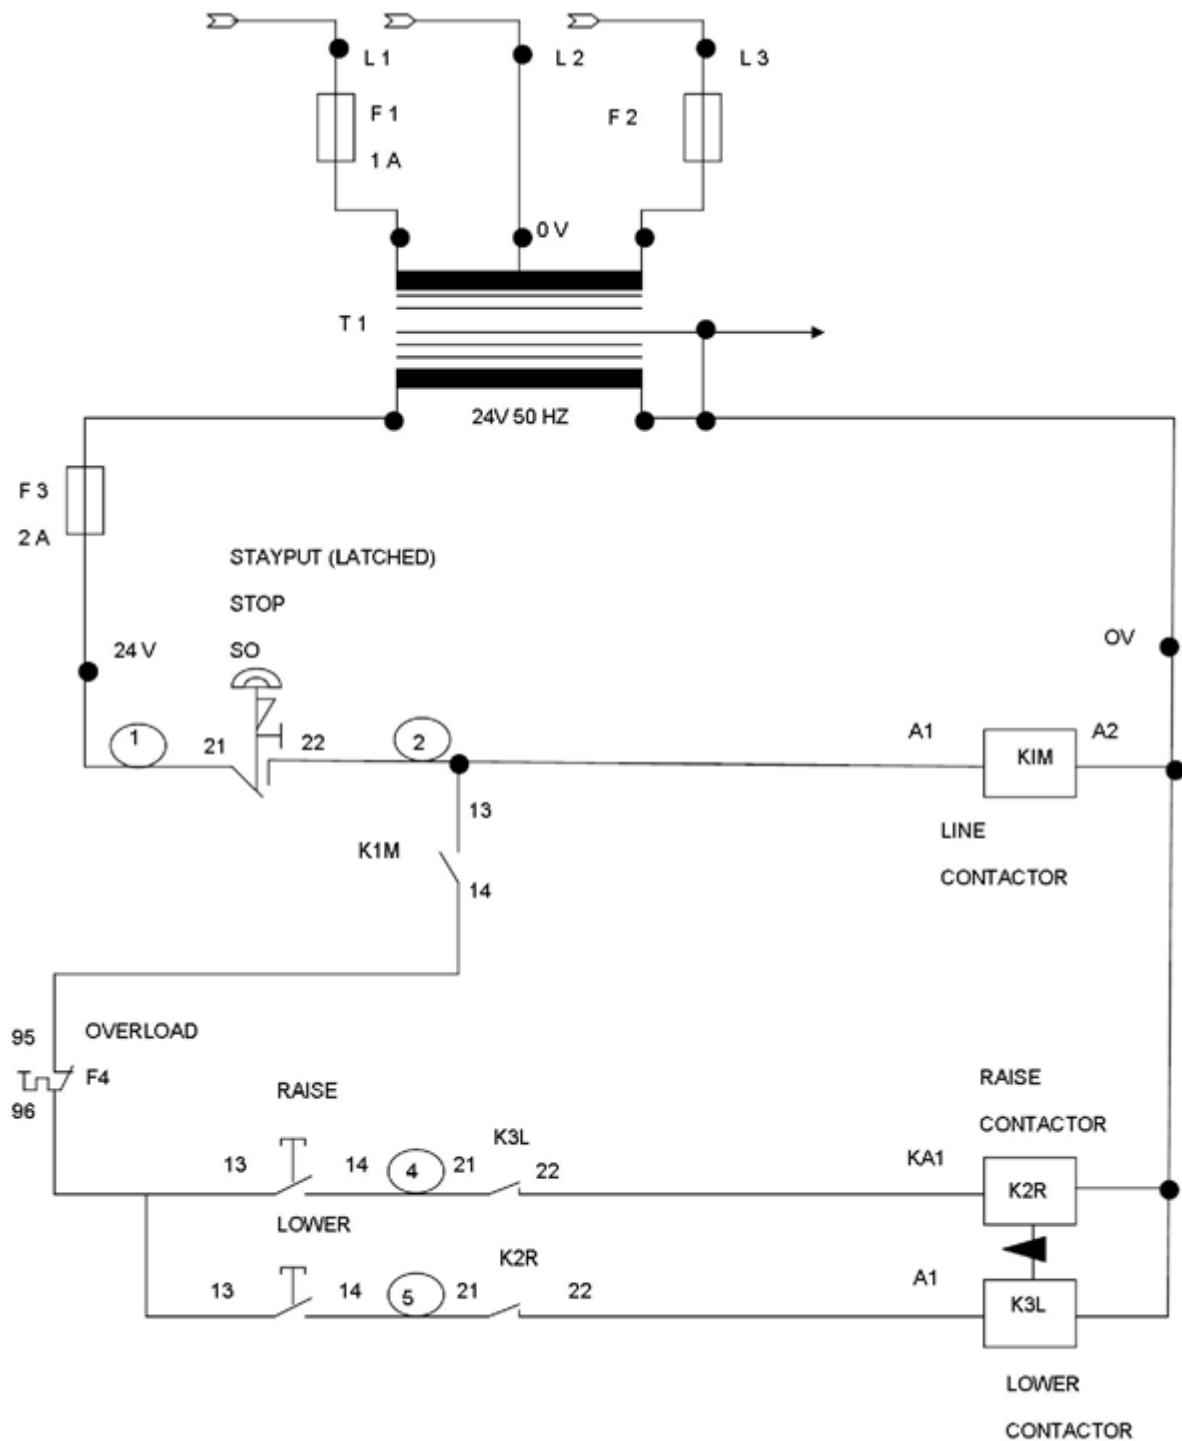 L 1
L 2
L 3
F 1
F 2
1 A
0 V
T 1
24V 50 HZ
F 3
2 A
STAYPUT (LATCHED)
STOP
SO
24 V
OV
1
21
22
2
A1
KIM
A2
13
LINE
K1M
CONTACTOR
14
95
OVERLOAD
F4
96
RAISE
RAISE
CONTACTOR
K3L
13
14
4
21
22
KA1
K2R
LOWER
K2R
13
14
5
21
22
A1
K3L
LOWER
CONTACTOR